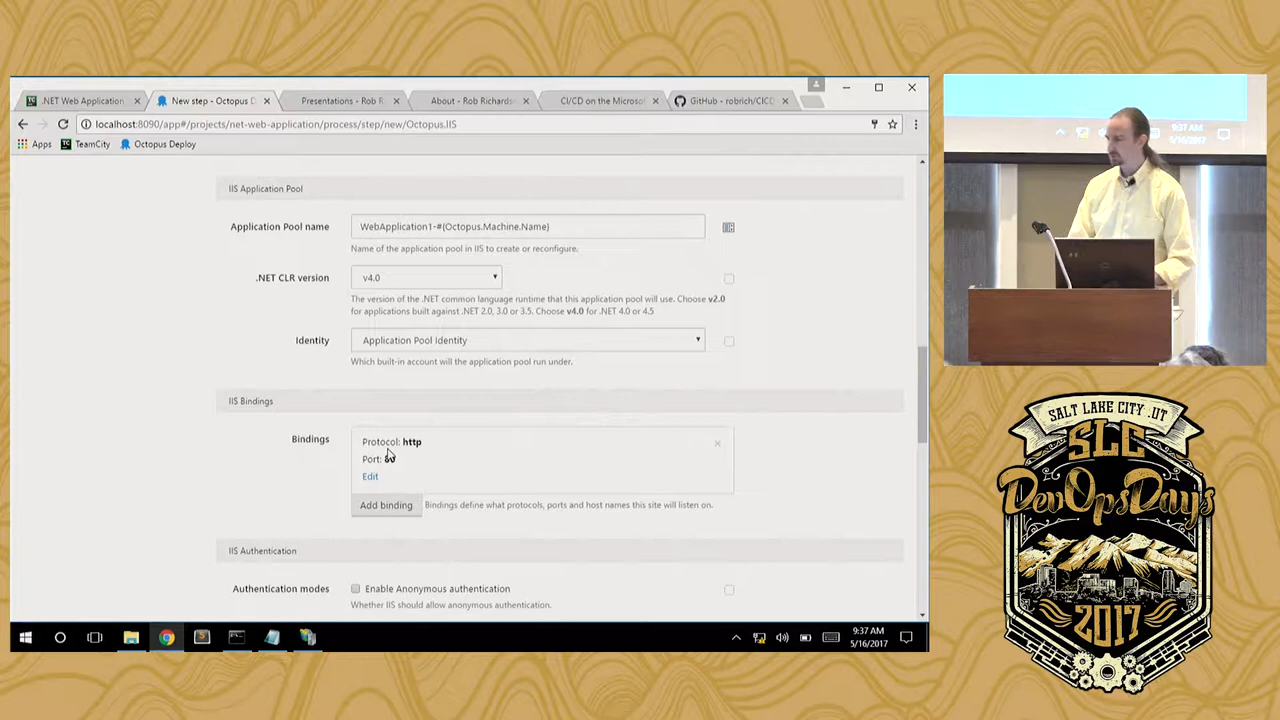 .NET Web Application
New step - Octopus D
Presentations - Rob R
About - Rob Richards
CI/CD on the Microsof
GitHub - robrich/CICD
localhost:8090/app#/projects/net-web-application/process/step/new/Octopus.IIS
Apps
TeamCity
Octopus Deploy
IIS Application Pool
Application Pool name
WebApplication1-#{Octopus.Machine.Name}
Name of the application pool in IIS to create or reconfigure.
.NET CLR version
v4.0
The version of the .NET common language runtime that this application pool will use. Choose v2.0
for applications built against .NET 2.0, 3.0 or 3.5. Choose v4.0 for .NET 4.0 or 4.5
Identity
Application Pool Identity
Which built-in account will the application pool run under.
IIS Bindings
Bindings
Protocol: http
Port:
Edit
Add binding
Bindings define what protocols, ports and host names this site will listen on.
IIS Authentication
Authentication modes
Enable Anonymous authentication
Whether IIS should allow anonymous authentication.
9:37 AM
5/16/2017
9:37 AM
5/16/2017
SALT LAKE CITY .UT
SLC
DevOpsDays
2017